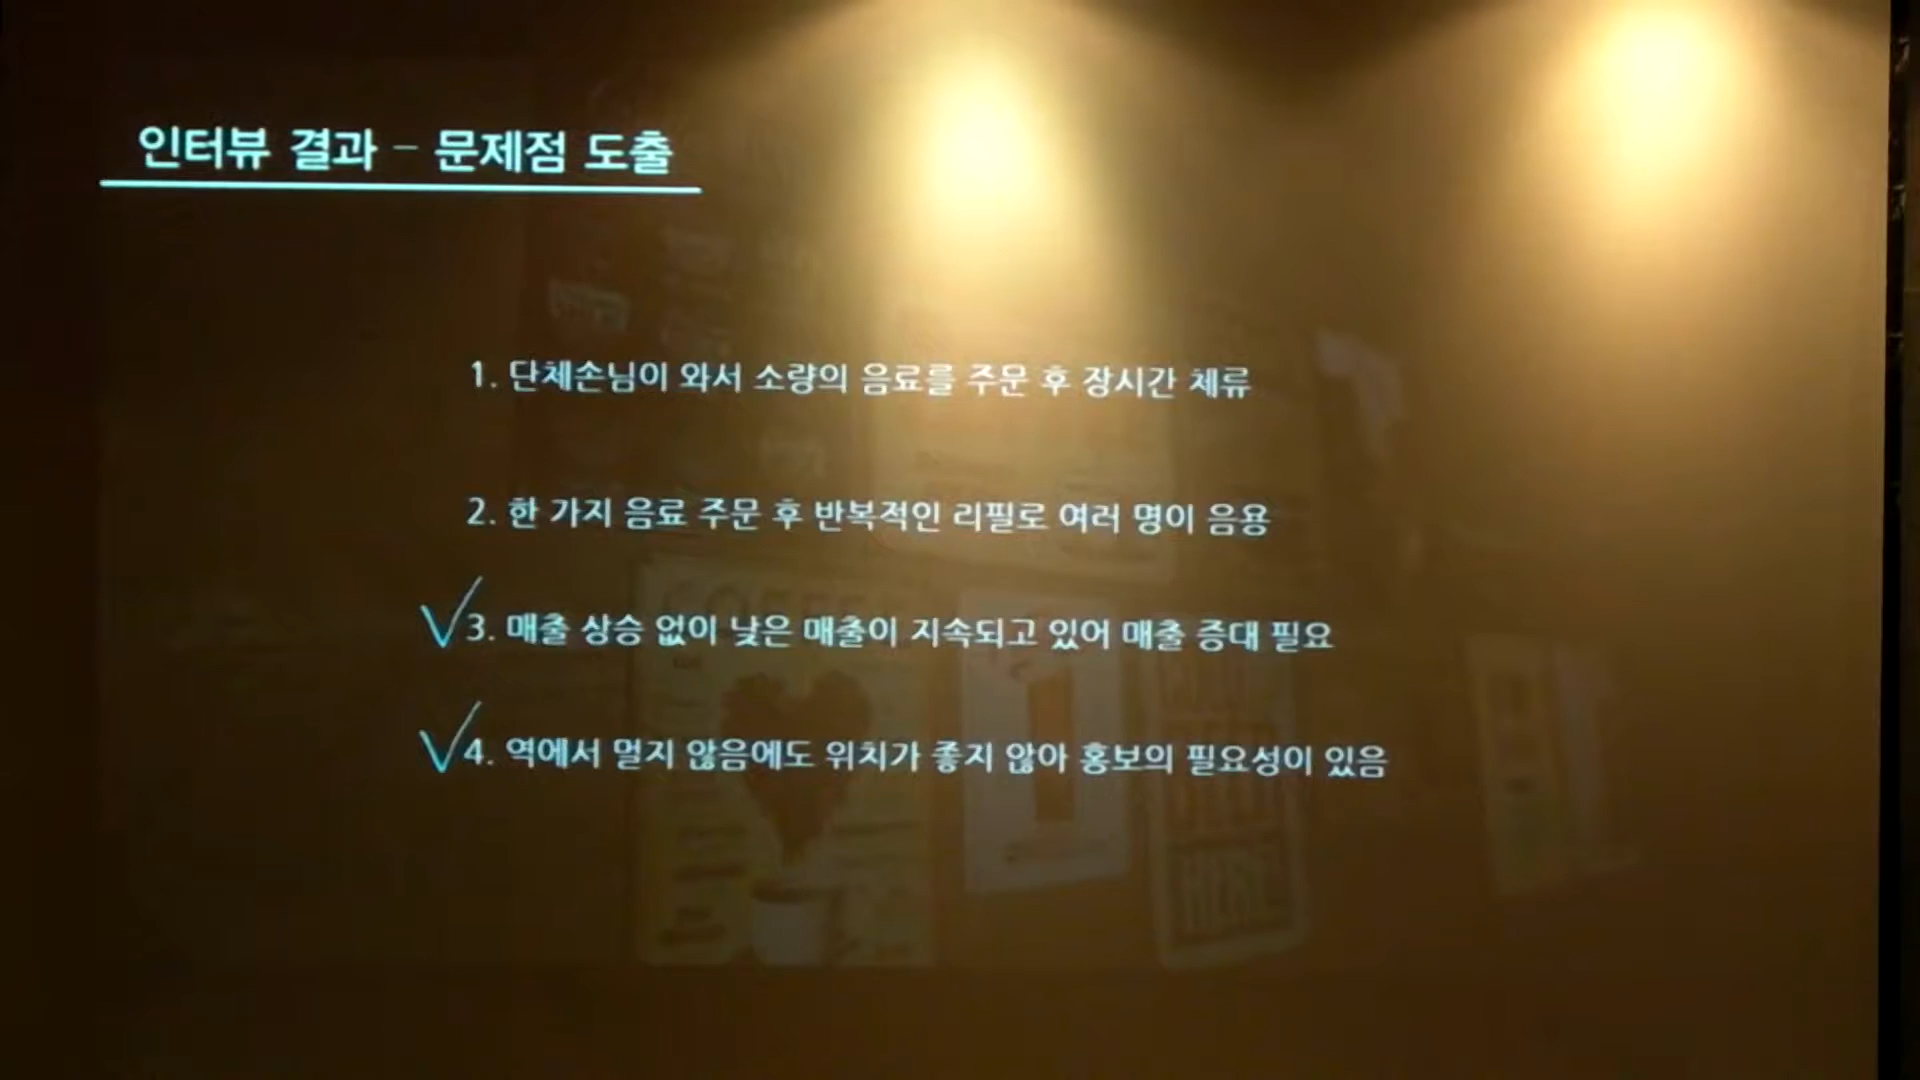 인터뷰 결과 - 문제점 도출
1. 단체손님이 와서 소량의 음료를 주문 후 장시간 체류
2. 한 가지 음료 주문 후 반복적인 리필로 여러 명이 음용
√3. 매출 상승 없이 낮은 매출이 지속되고 있어 매출 증대 필요
√4. 역에서 멀지 않음에도 위치가 좋지 않아 홍보의 필요성이 있음
COFFEE